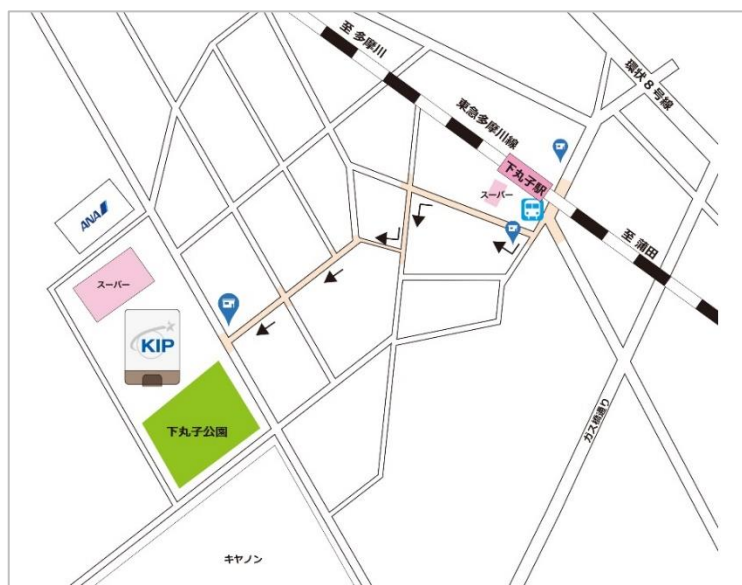 至 多摩川
環状8号線
東急多摩川線
下丸子駅
スーパー
至 蒲田
ANA
スーパー
KIP
下丸子公園
ガス橋通り
キヤノン